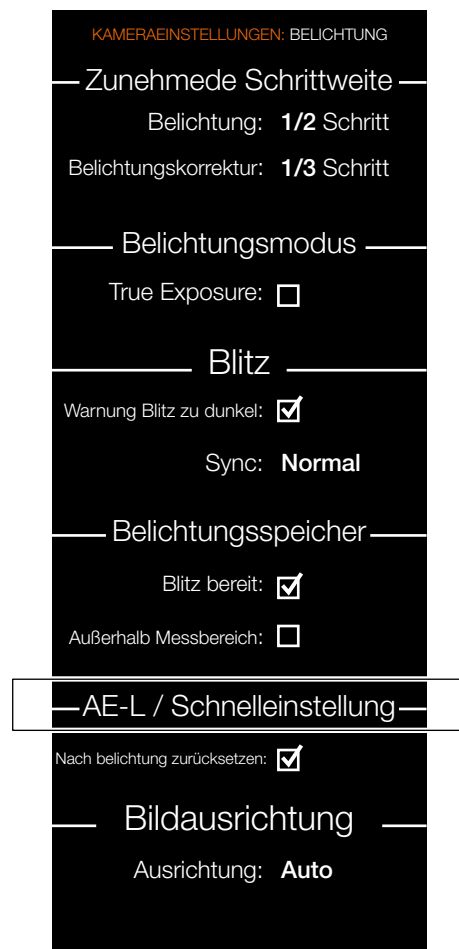 KAMERAEINSTELLUNGEN: BELICHTUNG
Zunehmede Schrittweite
Belichtung: 1/2 Schritt
Belichtungskorrektur: 1/3 Schritt
Belichtungsmodus
True Exposure:
Blitz
Warnung Blitz zu dunkel:
Sync: Normal
Belichtungsspeicher
Blitz bereit:
Außerhalb Messbereich:
AE-L / Schnelleinstellung
Nach belichtung zurücksetzen:
Bildausrichtung
Ausrichtung: Auto